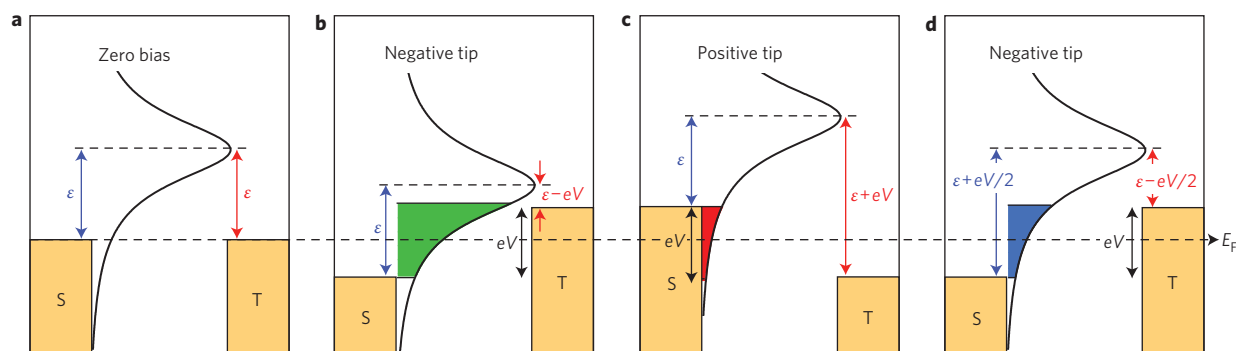 a
Zero bias
ε
ε
S
T
b
Negative tip
ε
eV
ε−eV
S
T
c
Positive tip
ε
eV
ε+eV
S
T
d
Negative tip
ε+eV/2
ε−eV/2
eV
S
T
E_F